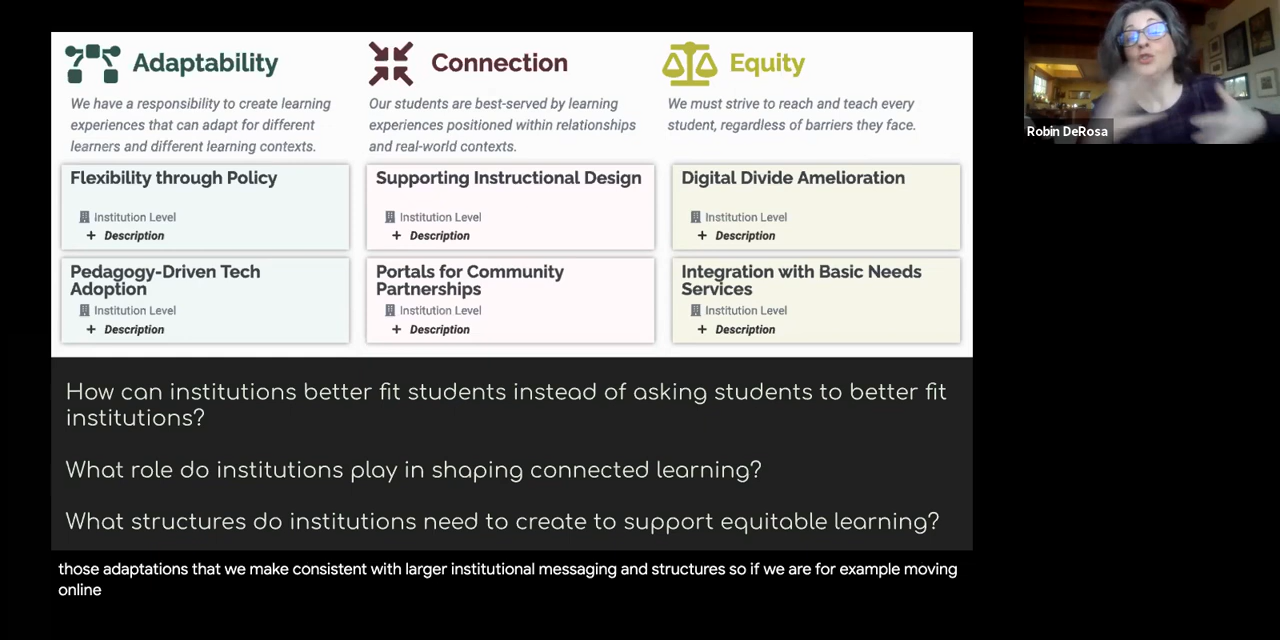 Adaptability
We have a responsibility to create learning
experiences that can adapt for different
learners and different learning contexts.
Flexibility through Policy
Institution Level
+ Description
Pedagogy-Driven Tech
Adoption
Institution Level
+ Description
Connection
Our students are best-served by learning
experiences positioned within relationships
and real-world contexts.
Supporting Instructional Design
Institution Level
+ Description
Portals for Community
Partnerships
Institution Level
+ Description
Equity
We must strive to reach and teach every
student, regardless of barriers they face.
Digital Divide Amelioration
Institution Level
+ Description
Integration with Basic Needs
Services
Institution Level
+ Description
How can institutions better fit students instead of asking students to better fit
institutions?
What role do institutions play in shaping connected learning?
What structures do institutions need to create to support equitable learning?
those adaptations that we make consistent with larger institutional messaging and structures so if we are for example moving
online
Robin DeRosa